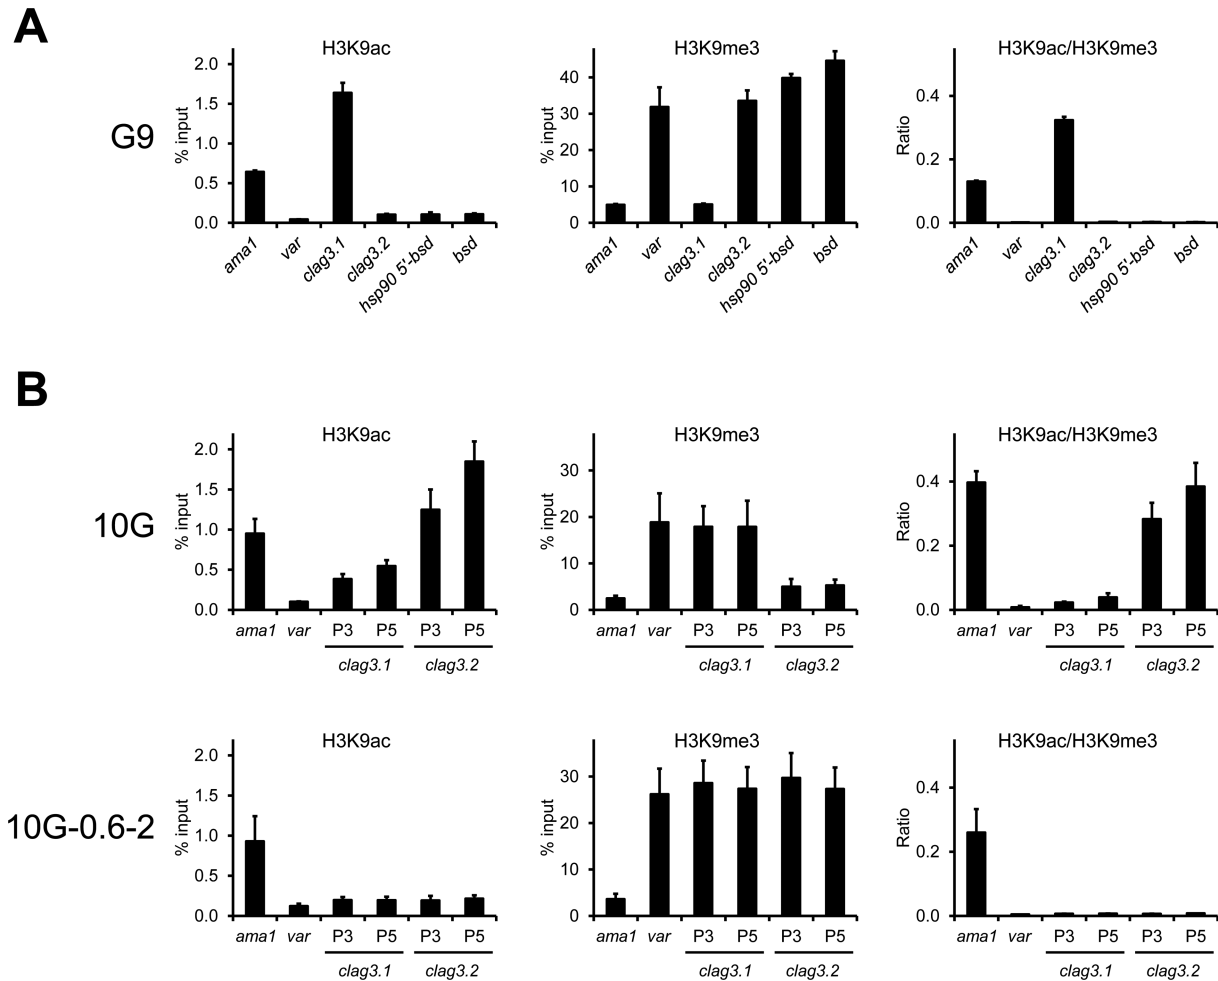 A
H3K9ac
H3K9me3
H3K9ac/H3K9me3
G9
% input
2.0
1.5
1.0
0.5
0.0
ama1
var
clag3.1
clag3.2
hsp90 5'-bsd
bsd
% input
40
30
20
10
0
ama1
var
clag3.1
clag3.2
hsp90 5'-bsd
bsd
Ratio
0.4
0.2
0.0
ama1
var
clag3.1
clag3.2
hsp90 5'-bsd
bsd
B
H3K9ac
H3K9me3
H3K9ac/H3K9me3
10G
% input
2.0
1.5
1.0
0.5
0.0
ama1 var P3 P5 P3 P5
clag3.1 clag3.2
% input
30
20
10
0
ama1 var P3 P5 P3 P5
clag3.1 clag3.2
Ratio
0.4
0.2
0.0
ama1 var P3 P5 P3 P5
clag3.1 clag3.2
H3K9ac
H3K9me3
H3K9ac/H3K9me3
10G-0.6-2
% input
2.0
1.5
1.0
0.5
0.0
ama1 var P3 P5 P3 P5
clag3.1 clag3.2
% input
30
20
10
0
ama1 var P3 P5 P3 P5
clag3.1 clag3.2
Ratio
0.4
0.2
0.0
ama1 var P3 P5 P3 P5
clag3.1 clag3.2